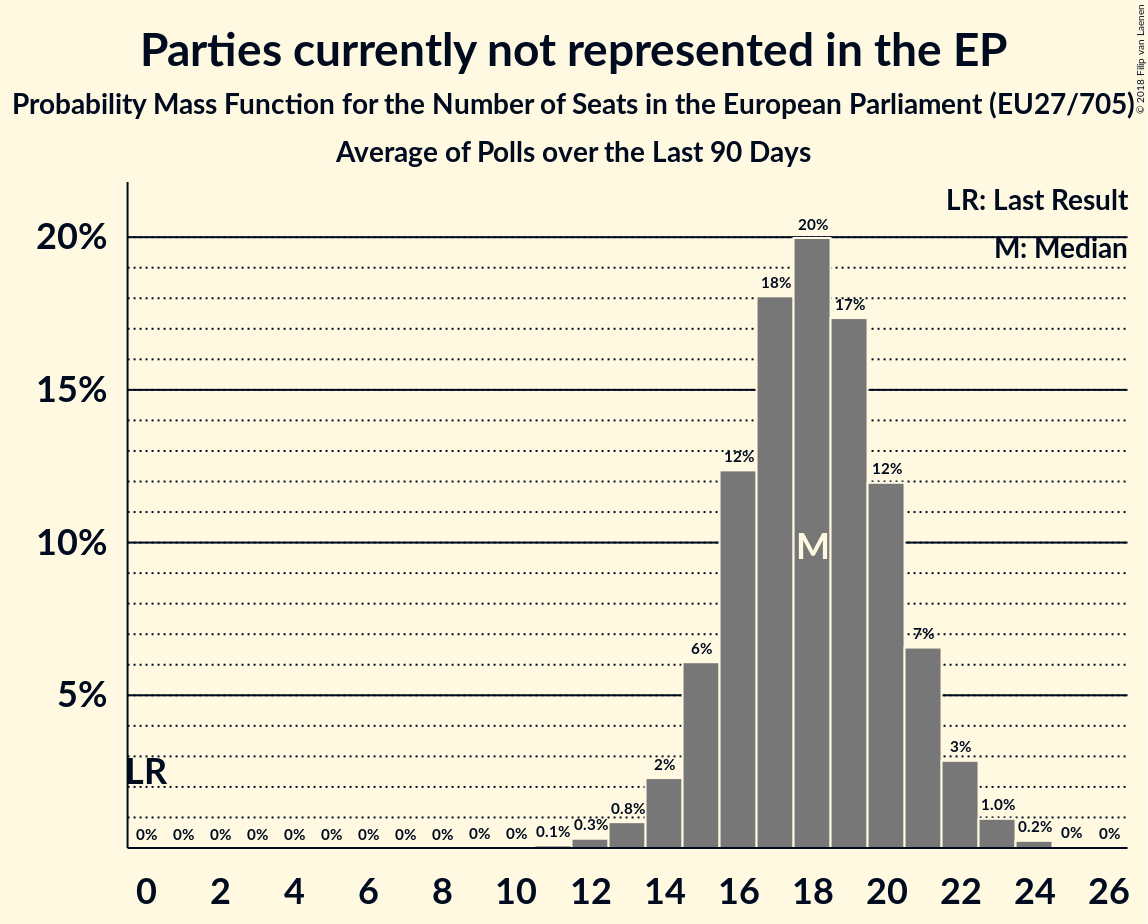 Parties currently not represented in the EP
Probability Mass Function for the Number of Seats in the European Parliament (EU27/705)
Average of Polls over the Last 90 Days
© 2018 Filip van Laenen
LR: Last Result
M: Median
20%
15%
10%
5%
LR
M
0% 0% 0% 0% 0% 0% 0% 0% 0% 0% 0% 0.1% 0.3% 0.8% 2% 6% 12% 18% 20% 17% 12% 7% 3% 1.0% 0.2% 0% 0%
0 2 4 6 8 10 12 14 16 18 20 22 24 26